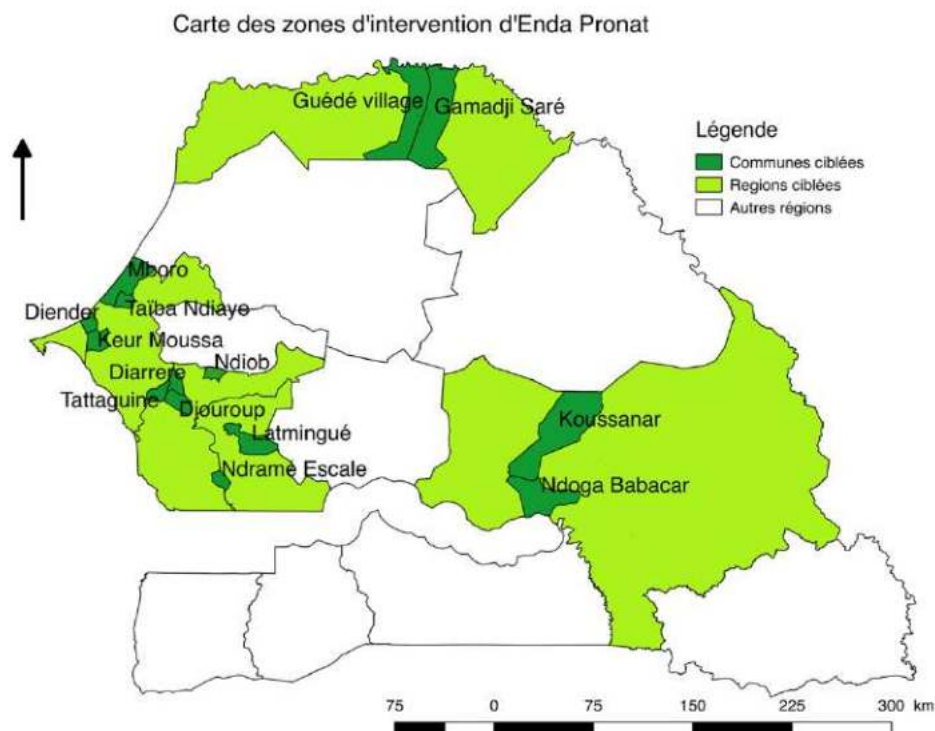 Carte des zones d'intervention d'Enda Pronat
Guédé village
Gamadji Saré
Légende
Communes ciblées
Regions ciblées
Autres régions
Mboro
Diender
Taïba Ndiaye
Keur Moussa
Ndiob
Diarrere
Tattaguine
Djouroup
Latmingué
Koussanar
Ndrame Escale
Ndoga Babacar
75 0 75 150 225 300 km